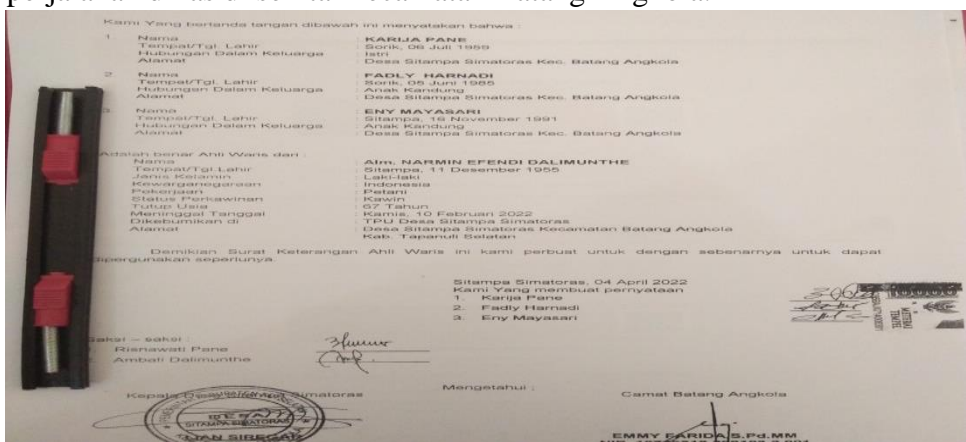 Kami Yang bertanda tangan dibawah ini menyatakan bahwa :
1. Nama : KARIJA PANE
Tempat/Tgl. Lahir : Sorik, 06 Juli 1959
Hubungan Dalam Keluarga : Istri
Alamat : Desa Sitampa Simatoras Kec. Batang Angkola
2. Nama : FADLY HARNADI
Tempat/Tgl. Lahir : Sorik, 05 Juni 1985
Hubungan Dalam Keluarga : Anak Kandung
Alamat : Desa Sitampa Simatoras Kec. Batang Angkola
3. Nama : ENY MAYASARI
Tempat/Tgl. Lahir : Sitampa, 16 November 1991
Hubungan Dalam Keluarga : Anak Kandung
Alamat : Desa Sitampa Simatoras Kec. Batang Angkola
Adalah benar Ahli Waris dari :
Nama : Alm. NARMIN EFENDI DALIMUNTHE
Tempat/Tgl Lahir : Sitampa, 11 Desember 1955
Jenis Kelamin : Laki-laki
Kewarganegaraan : Indonesia
Pekerjaan : Petani
Status Perkawinan : Kawin
Tutup Usia : 67 Tahun
Meninggal Tanggal : Kamis, 10 Februari 2022
Dikebumikan di : TPU Desa Sitampa Simatoras
Alamat : Desa Sitampa Simatoras Kecamatan Batang Angkola
Kab. Tapanuli Selatan
Demikian Surat Keterangan Ahli Waris ini kami perbuat untuk dengan sebenarnya untuk dapat
dipergunakan seperlunya.
Sitampa Simatoras, 04 April 2022
Kami Yang membuat pernyataan
1. Karija Pane
2. Fadly Harnadi
3. Eny Mayasari
Saksi – saksi :
Risnawati Pane
Ambali Dalimunthe
Mengetahui :
Kepala Desa Simatoras
Camat Batang Angkola
SITAMPA SIMATORAS
EMMY FARIDA, S.Pd.MM